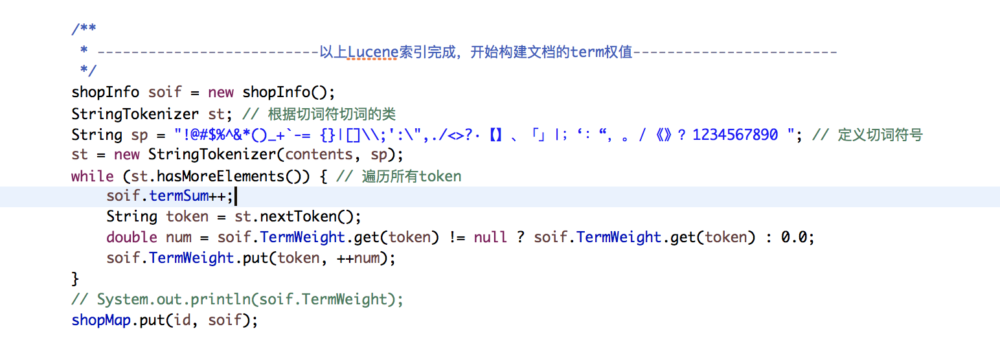 /**
 * --------------------------以上Lucene索引完成，开始构建文档的term权值------------------------
 */
shopInfo soif = new shopInfo();
StringTokenizer st; // 根据切词符切词的类
String sp = "!@#$%^&*()_+`-= {}|[]\\;':\",./<>?·【】、「」|；‘：“，。/《》？1234567890 "; // 定义切词符号
st = new StringTokenizer(contents, sp);
while (st.hasMoreElements()) { // 遍历所有token
    soif.termSum++;
    String token = st.nextToken();
    double num = soif.TermWeight.get(token) != null ? soif.TermWeight.get(token) : 0.0;
    soif.TermWeight.put(token, ++num);
}
// System.out.println(soif.TermWeight);
shopMap.put(id, soif);